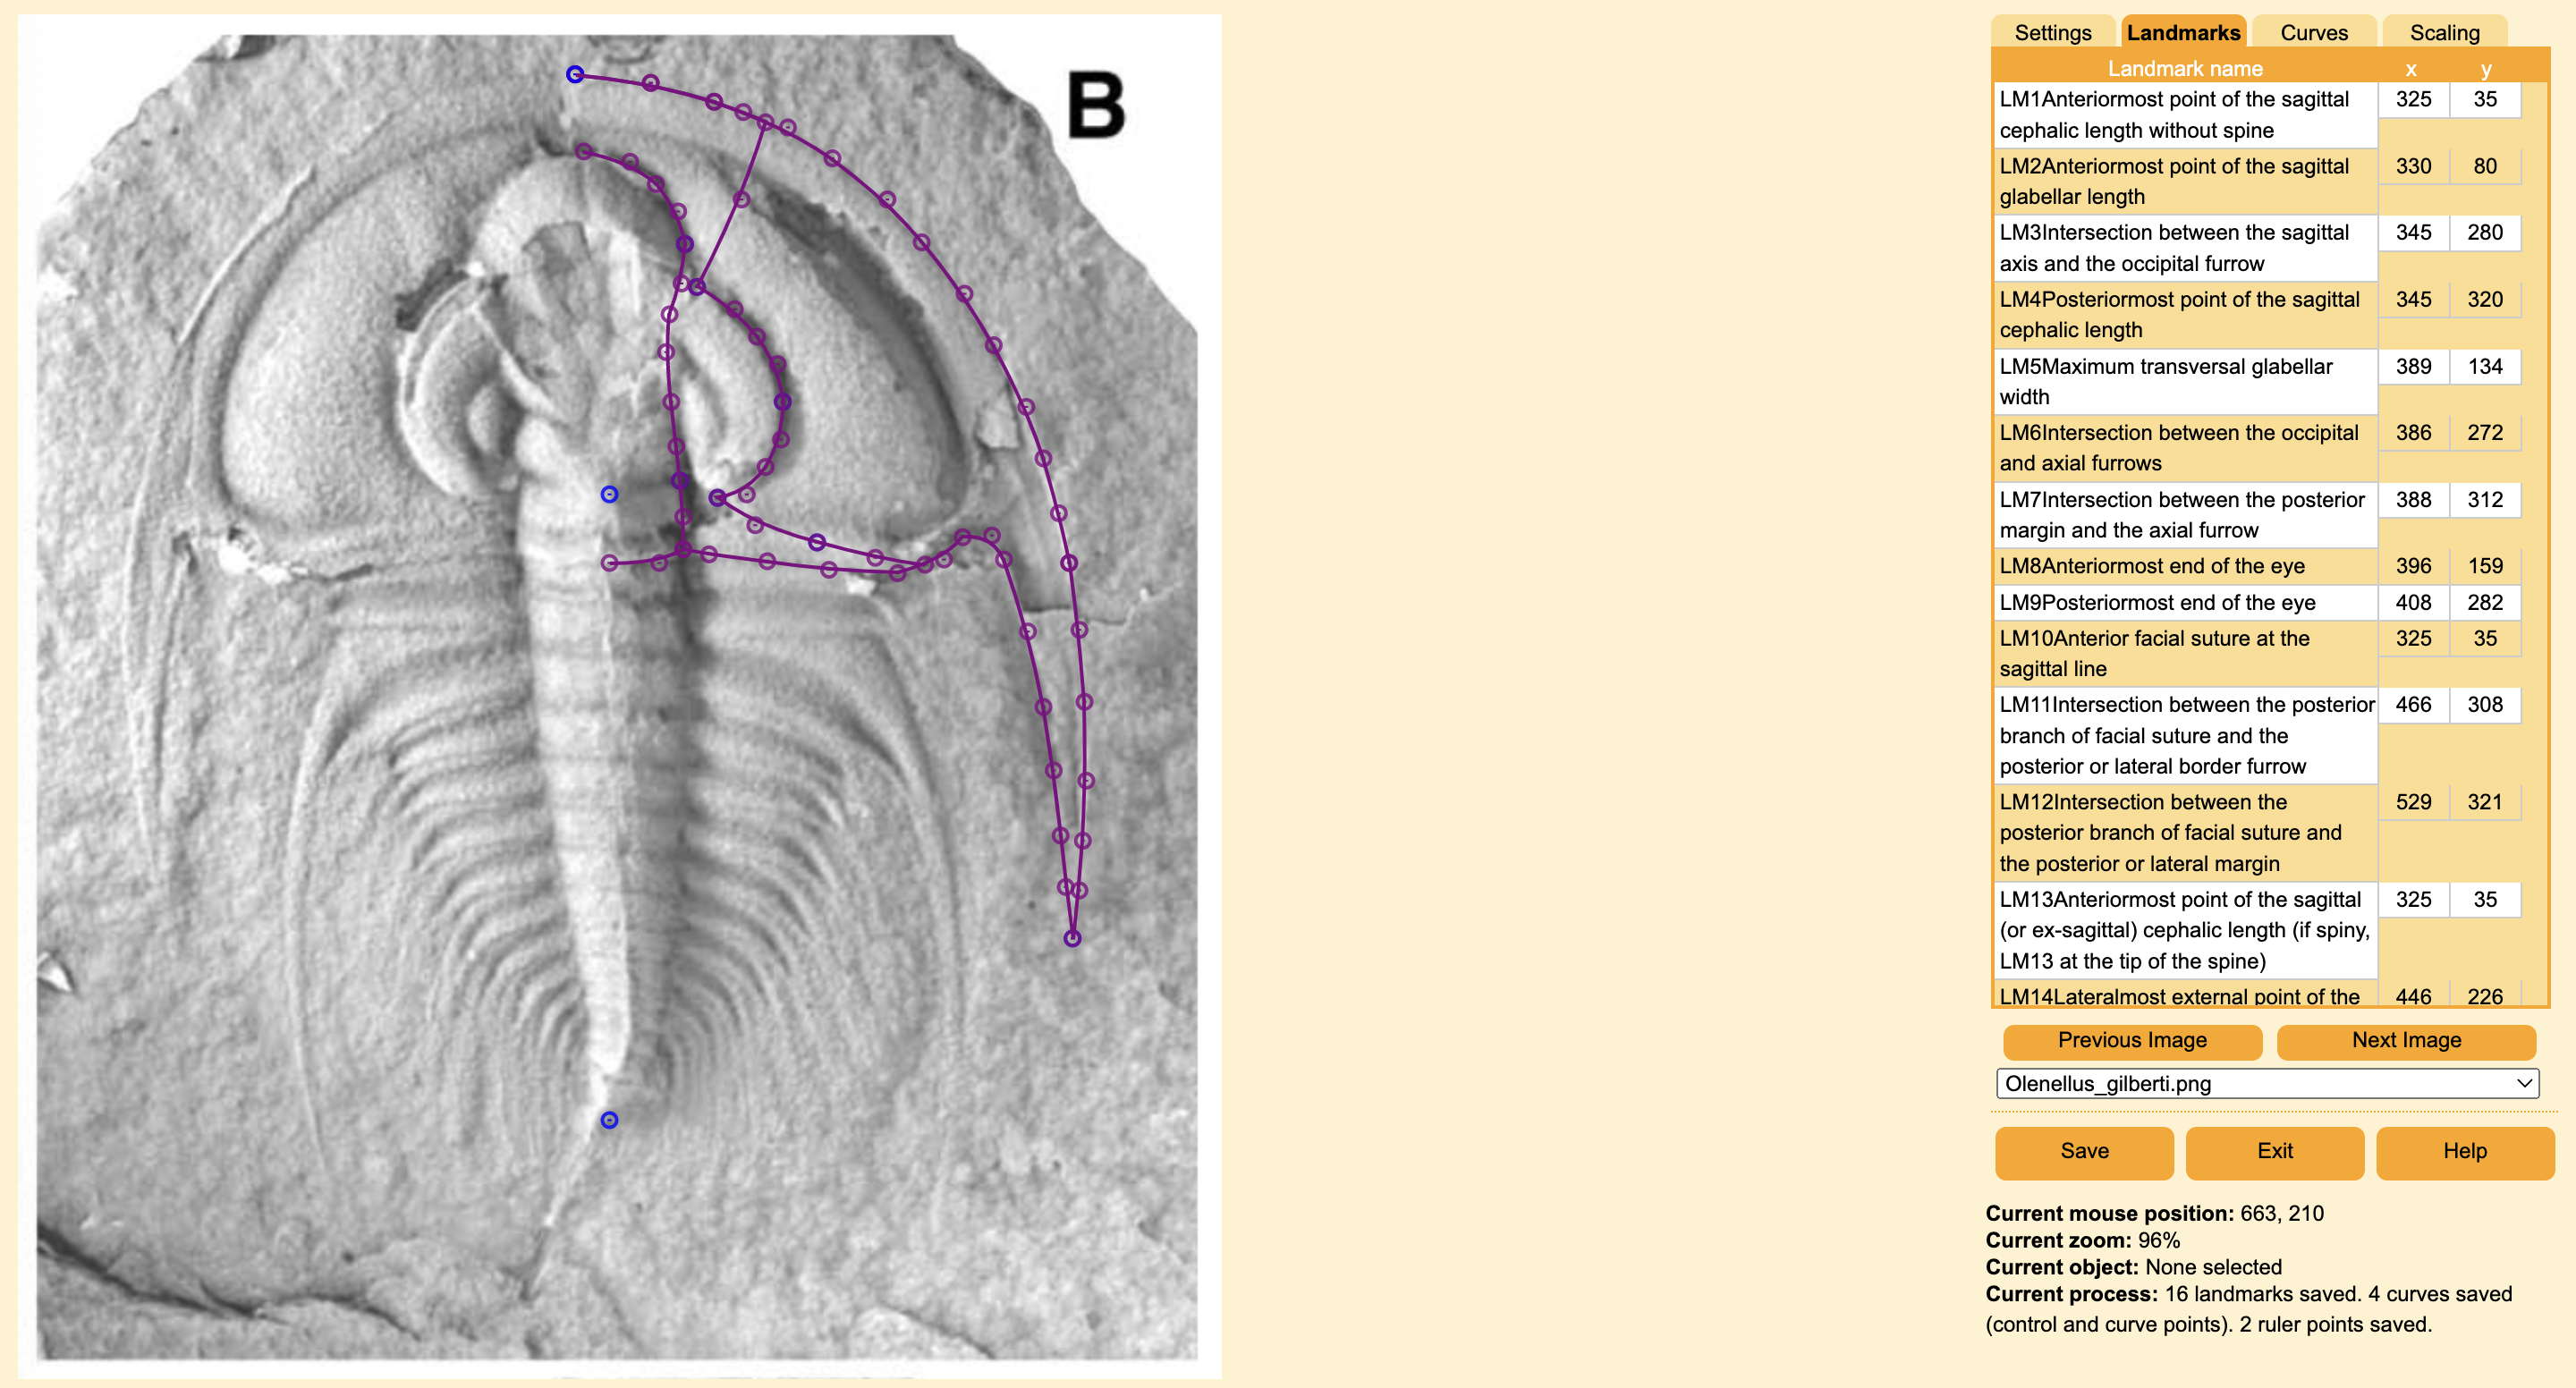 B
Settings Landmarks Curves Scaling
Landmark name x y
LM1Anteriormost point of the sagittal 325 35
cephalic length without spine
LM2Anteriormost point of the sagittal 330 80
glabellar length
LM3Intersection between the sagittal 345 280
axis and the occipital furrow
LM4Posteriormost point of the sagittal 345 320
cephalic length
LM5Maximum transversal glabellar 389 134
width
LM6Intersection between the occipital 386 272
and axial furrows
LM7Intersection between the posterior 388 312
margin and the axial furrow
LM8Anteriormost end of the eye 396 159
LM9Posteriormost end of the eye 408 282
LM10Anterior facial suture at the 325 35
sagittal line
LM11Intersection between the posterior 466 308
branch of facial suture and the
posterior or lateral border furrow
LM12Intersection between the 529 321
posterior branch of facial suture and
the posterior or lateral margin
LM13Anteriormost point of the sagittal 325 35
(or ex-sagittal) cephalic length (if spiny,
LM13 at the tip of the spine)
LM14Lateralmost external point of the 446 226
Previous Image Next Image
Olenellus_gilberti.png
Save Exit Help
Current mouse position: 663, 210
Current zoom: 96%
Current object: None selected
Current process: 16 landmarks saved. 4 curves saved
(control and curve points). 2 ruler points saved.